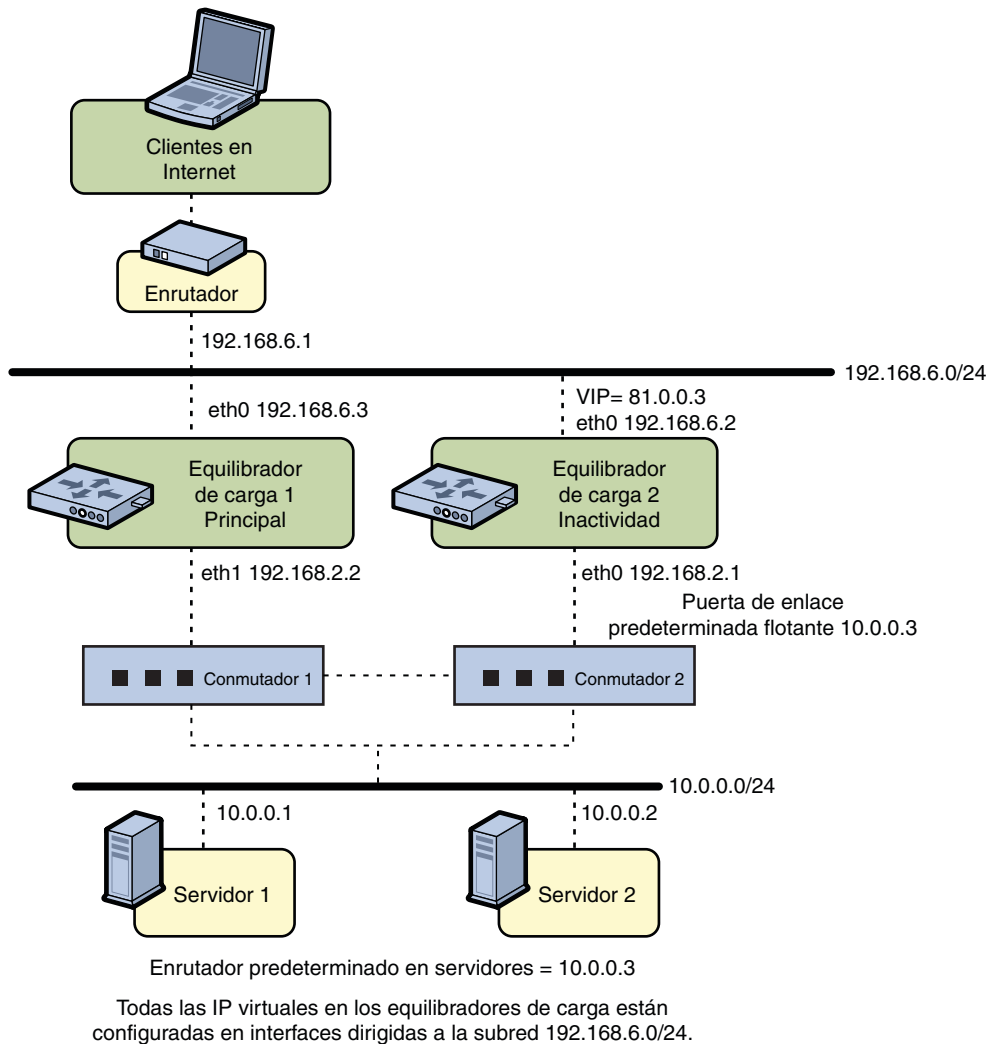 Clientes en
Internet
Enrutador
192.168.6.1
192.168.6.0/24
eth0 192.168.6.3
VIP= 81.0.0.3
eth0 192.168.6.2
Equilibrador
de carga 1
Principal
Equilibrador
de carga 2
Inactividad
eth1 192.168.2.2
eth0 192.168.2.1
Puerta de enlace
predeterminada flotante 10.0.0.3
Conmutador 1
Conmutador 2
10.0.0.0/24
10.0.0.1
10.0.0.2
Servidor 1
Servidor 2
Enrutador predeterminado en servidores = 10.0.0.3
Todas las IP virtuales en los equilibradores de carga están
configuradas en interfaces dirigidas a la subred 192.168.6.0/24.